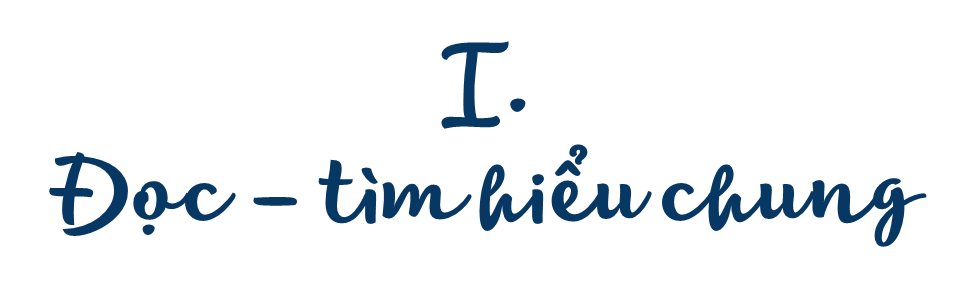 I.
Đọc – tìm hiểu chung